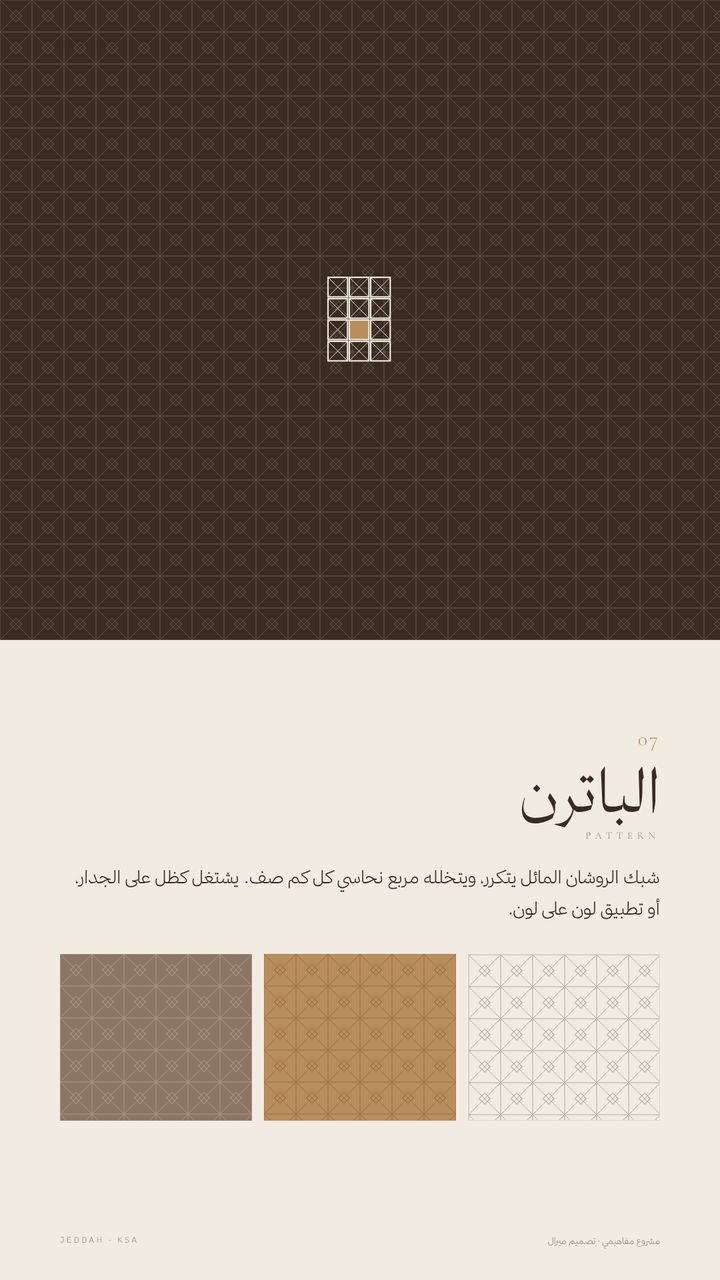 07
الباترن
PATTERN
شبك الروشان المائل يتكرر، ويتخلله مربع نحاسي كل كم صف. يشتغل كظل على الجدار،
أو تطبيق لون على لون.
مشروع مفاهيمي · تصميم ميرال
JEDDAH · KSA